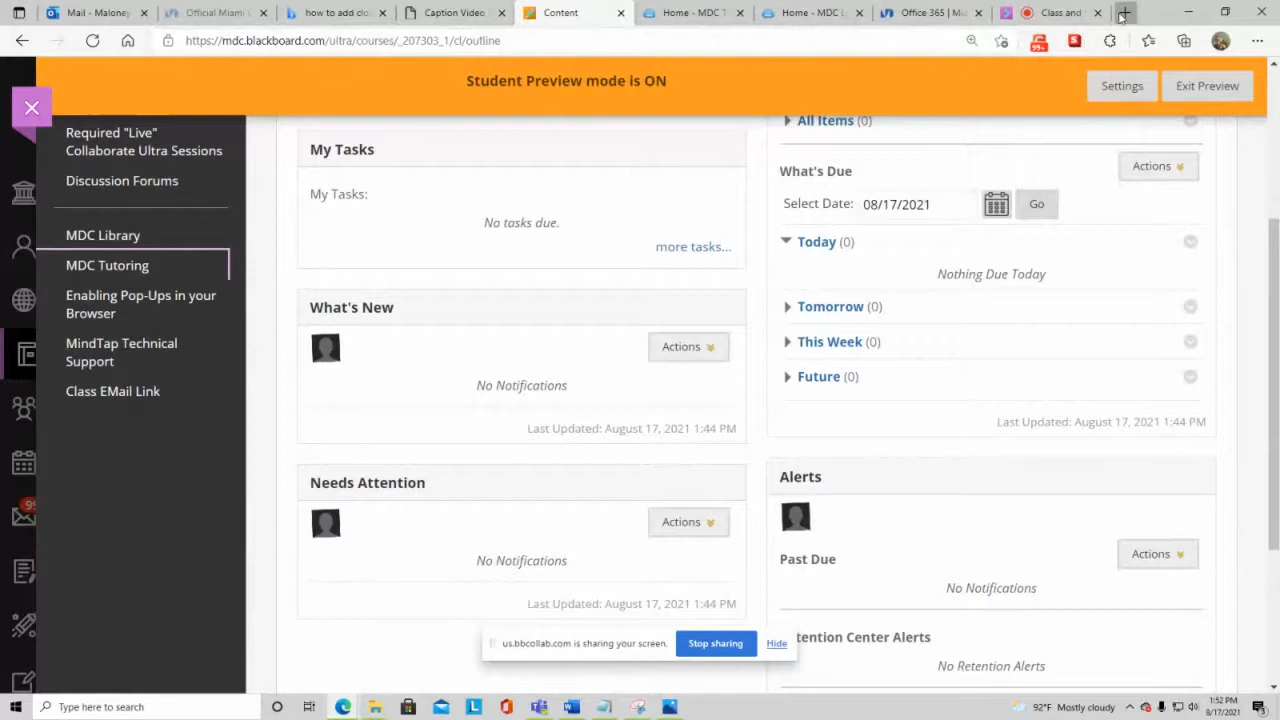 Mail -
Official Miami
how to add clo
Caption Video
Content
Home - MDC T
Home - MDC L
Office 365 | M
Class and
https://mdc.blackboard.com/ultra/courses/_207303_1/cl/outline
99+
S
Student Preview mode is ON
Settings
Exit Preview
Required "Live"
Collaborate Ultra Sessions
Discussion Forums
MDC Library
MDC Tutoring
Enabling Pop-Ups in your
Browser
MindTap Technical
Support
Class EMail Link
99
My Tasks
My Tasks:
No tasks due.
more tasks...
What's New
Actions
No Notifications
Last Updated: August 17, 2021 1:44 PM
Needs Attention
Actions
No Notifications
Last Updated: August 17, 2021 1:44 PM
All Items (0)
What's Due
Actions
Select Date: 08/17/2021
Go
Today (0)
Nothing Due Today
Tomorrow (0)
This Week (0)
Future (0)
Last Updated: August 17, 2021 1:44 PM
Alerts
Past Due
Actions
No Notifications
tention Center Alerts
No Retention Alerts
us.bbcollab.com is sharing your screen.
Stop sharing
Hide
Type here to search
L
92°F Mostly cloudy
1:52 PM
8/17/2021
3